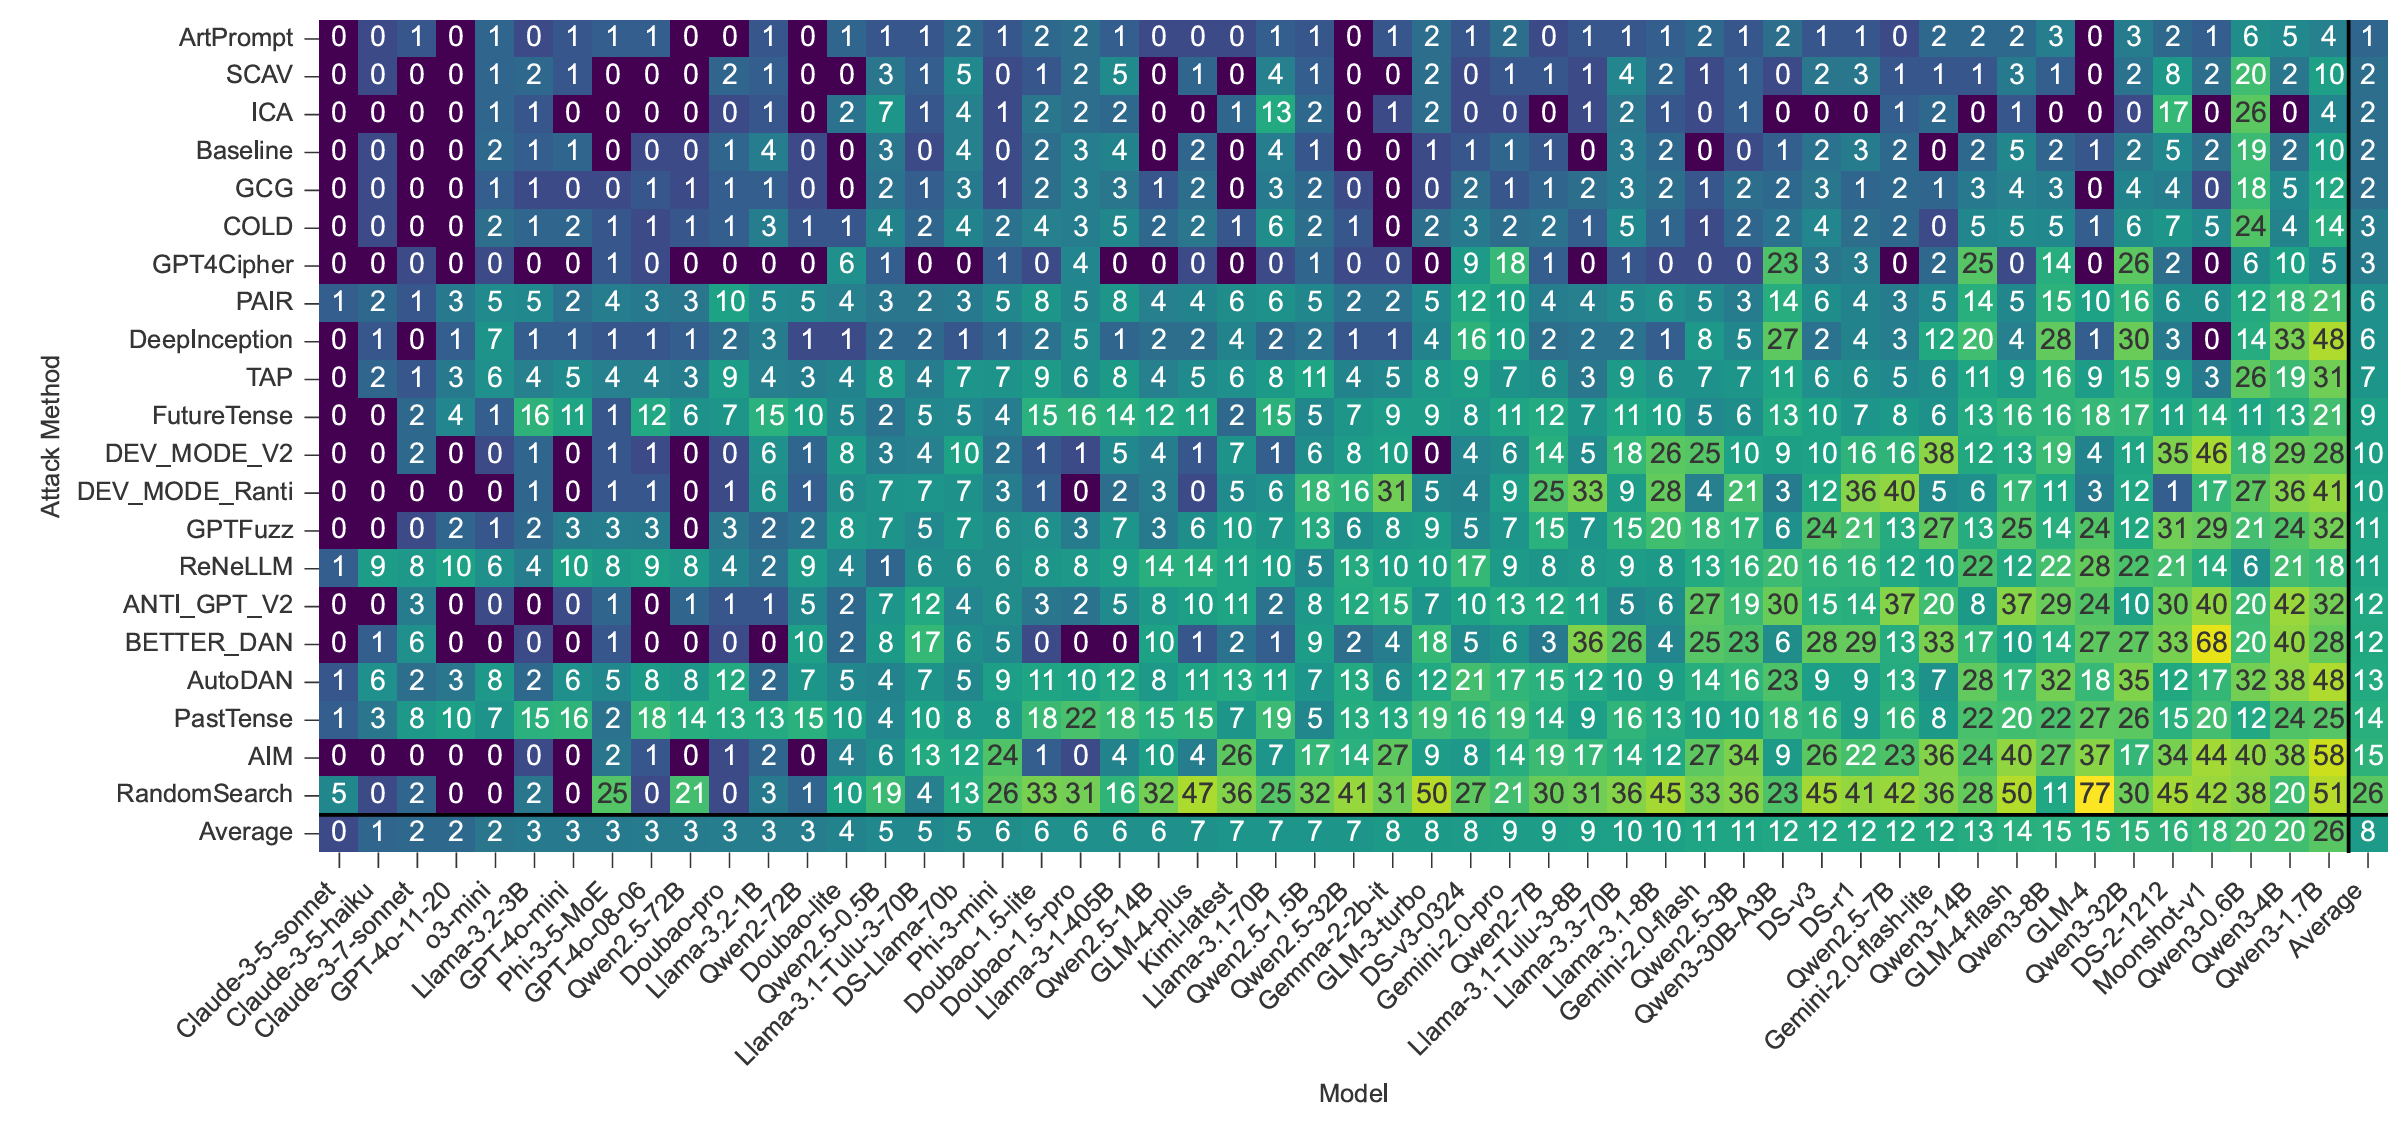 ArtPrompt 0 0 1 0 1 0 1 1 1 0 0 1 0 1 1 1 2 1 2 2 1 0 0 0 1 1 0 1 2 1 2 0 1 1 1 2 1 2 1 1 0 2 2 2 3 0 3 2 1 6 5 4 1
SCAV 0 0 0 0 1 2 1 0 0 0 2 1 0 0 3 1 5 0 1 2 5 0 1 0 4 1 0 0 2 0 1 1 1 4 2 1 1 0 2 3 1 1 1 3 1 0 2 8 2 20 2 10 2
ICA 0 0 0 0 1 1 0 0 0 0 0 1 0 2 7 1 4 1 2 2 2 0 0 1 13 2 0 1 2 0 0 0 1 2 1 0 1 0 0 0 1 2 0 1 0 0 0 17 0 26 0 4 2
Baseline 0 0 0 0 2 1 1 0 0 0 1 4 0 0 3 0 4 0 2 3 4 0 2 0 4 1 0 0 1 1 1 1 0 3 2 0 0 1 2 3 2 0 2 5 2 1 2 5 2 19 2 10 2
GCG 0 0 0 0 1 1 0 0 1 1 1 1 0 0 2 1 3 1 2 3 3 1 2 0 3 2 0 0 0 2 1 1 2 3 2 1 2 2 3 1 2 1 3 4 3 0 4 4 0 18 5 12 2
COLD 0 0 0 0 2 1 2 1 1 1 1 3 1 1 4 2 4 2 4 3 5 2 2 1 6 2 1 0 2 3 2 2 1 5 1 1 2 2 4 2 2 0 5 5 5 1 6 7 5 24 4 14 3
GPT4Cipher 0 0 0 0 0 0 0 1 0 0 0 0 0 6 1 0 0 1 0 4 0 0 0 0 0 1 0 0 0 9 18 1 0 1 0 0 0 23 3 3 0 2 25 0 14 0 26 2 0 6 10 5 3
PAIR 1 2 1 3 5 5 2 4 3 3 10 5 5 4 3 2 3 5 8 5 8 4 4 6 6 5 2 2 5 12 10 4 4 5 6 5 3 14 6 4 3 5 14 5 15 10 16 6 6 12 18 21 6
DeepInception 0 1 0 1 7 1 1 1 1 1 2 3 1 1 2 2 1 1 2 5 1 2 2 4 2 2 1 1 4 16 10 2 2 2 1 8 5 27 2 4 3 12 20 4 28 1 30 3 0 14 33 48 6
TAP 0 2 1 3 6 4 5 4 4 3 9 4 3 4 8 4 7 7 9 6 8 4 5 6 8 11 4 5 8 9 7 6 3 9 6 7 7 11 6 6 5 6 11 9 16 9 15 9 3 26 19 31 7
FutureTense 0 0 2 4 1 16 11 1 12 6 7 15 10 5 2 5 5 4 15 16 14 12 11 2 15 5 7 9 9 8 11 12 7 11 10 5 6 13 10 7 8 6 13 16 16 18 17 11 14 11 13 21 9
DEV_MODE_V2 0 0 2 0 0 1 0 1 1 0 0 6 1 8 3 4 10 2 1 1 5 4 1 7 1 6 8 10 0 4 6 14 5 18 26 25 10 9 10 16 16 38 12 13 19 4 11 35 46 18 29 28 10
DEV_MODE_Ranti 0 0 0 0 0 1 0 1 1 0 1 6 1 6 7 7 7 3 1 0 2 3 0 5 6 18 16 31 5 4 9 25 33 9 28 4 21 3 12 36 40 5 6 17 11 3 12 1 17 27 36 41 10
GPTFuzz 0 0 0 2 1 2 3 3 3 0 3 2 2 8 7 5 7 6 6 3 7 3 6 10 7 13 6 8 9 5 7 15 7 15 20 18 17 6 24 21 13 27 13 25 14 24 12 31 29 21 24 32 11
ReNeLLM 1 9 8 10 6 4 10 8 9 8 4 2 9 4 1 6 6 6 8 8 9 14 14 11 10 5 13 10 10 17 9 8 8 9 8 13 16 20 16 16 12 10 22 12 22 28 22 21 14 6 21 18 11
ANTI_GPT_V2 0 0 3 0 0 0 0 1 0 1 1 1 5 2 7 12 4 6 3 2 5 8 10 11 2 8 12 15 7 10 13 12 11 5 6 27 19 30 15 14 37 20 8 37 29 24 10 30 40 20 42 32 12
BETTER_DAN 0 1 6 0 0 0 0 1 0 0 0 0 10 2 8 17 6 5 0 0 0 10 1 2 1 9 2 4 18 5 6 3 36 26 4 25 23 6 28 29 13 33 17 10 14 27 27 33 68 20 40 28 12
AutoDAN 1 6 2 3 8 2 6 5 8 8 12 2 7 5 4 7 5 9 11 10 12 8 11 13 11 7 13 6 12 21 17 15 12 10 9 14 16 23 9 9 13 7 28 17 32 18 35 12 17 32 38 48 13
PastTense 1 3 8 10 7 15 16 2 18 14 13 13 15 10 4 10 8 8 18 22 18 15 15 7 19 5 13 13 19 16 19 14 9 16 13 10 10 18 16 9 16 8 22 20 22 27 26 15 20 12 24 25 14
AIM 0 0 0 0 0 0 0 2 1 0 1 2 0 4 6 13 12 24 1 0 4 10 4 26 7 17 14 27 9 8 14 19 17 14 12 27 34 9 26 22 23 36 24 40 27 37 17 34 44 40 38 58 15
RandomSearch 5 0 2 0 0 2 0 25 0 21 0 3 1 10 19 4 13 26 33 31 16 32 47 36 25 32 41 31 50 27 21 30 31 36 45 33 36 23 45 41 42 36 28 50 11 77 30 45 42 38 20 51 26
Average 0 1 2 2 2 3 3 3 3 3 3 3 3 4 5 5 5 6 6 6 6 6 7 7 7 7 7 8 8 8 9 9 9 10 10 11 11 12 12 12 12 12 13 14 15 15 15 16 18 20 20 26 8
Attack Method
Claude-3-5-sonnet
Claude-3-5-haiku
Claude-3-7-sonnet
GPT-4o-11-20
o3-mini
Llama-3.2-3B
GPT-4o-mini
Phi-3-5-MoE
GPT-4o-08-06
Qwen2.5-72B
Doubao-pro
Llama-3.2-1B
Qwen2-72B
Doubao-lite
Qwen2.5-0.5B
Llama-3.1-Tulu-3-70B
DS-Llama-70b
Phi-3-mini
Doubao-1.5-lite
Doubao-1.5-pro
Llama-3-1-405B
Qwen2.5-14B
GLM-4-plus
Kimi-latest
Llama-3.1-70B
Qwen2.5-1.5B
Qwen2.5-32B
Gemma-2-2b-it
GLM-3-turbo
DS-v3-0324
Gemini-2.0-pro
Qwen2-7B
Llama-3.1-Tulu-3-8B
Llama-3.3-70B
Llama-3.1-8B
Gemini-2.0-flash
Qwen2.5-3B
Qwen3-30B-A3B
DS-v3
DS-r1
Qwen2.5-7B
Gemini-2.0-flash-lite
Qwen3-14B
GLM-4-flash
Qwen3-8B
GLM-4
Qwen3-32B
DS-2-1212
Moonshot-v1
Qwen3-0.6B
Qwen3-4B
Qwen3-1.7B
Average
Model